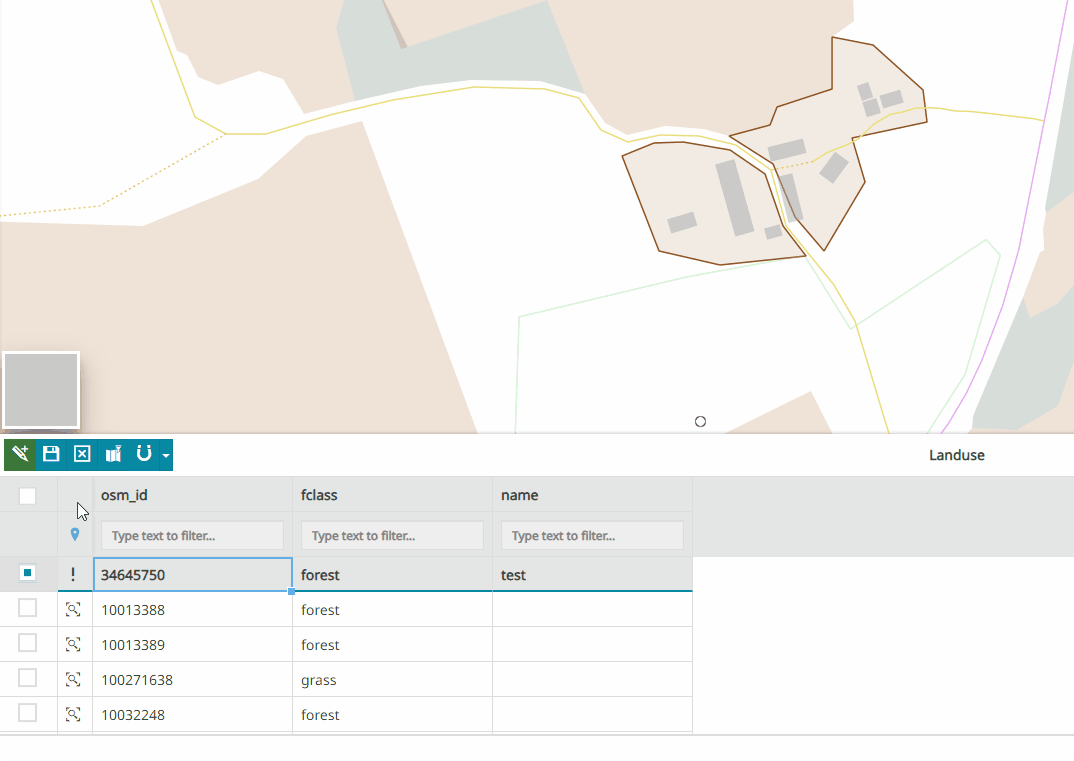 Landuse
osm_id fclass name
Type text to filter... Type text to filter... Type text to filter...
! 34645750 forest test
10013388 forest
10013389 forest
100271638 grass
10032248 forest